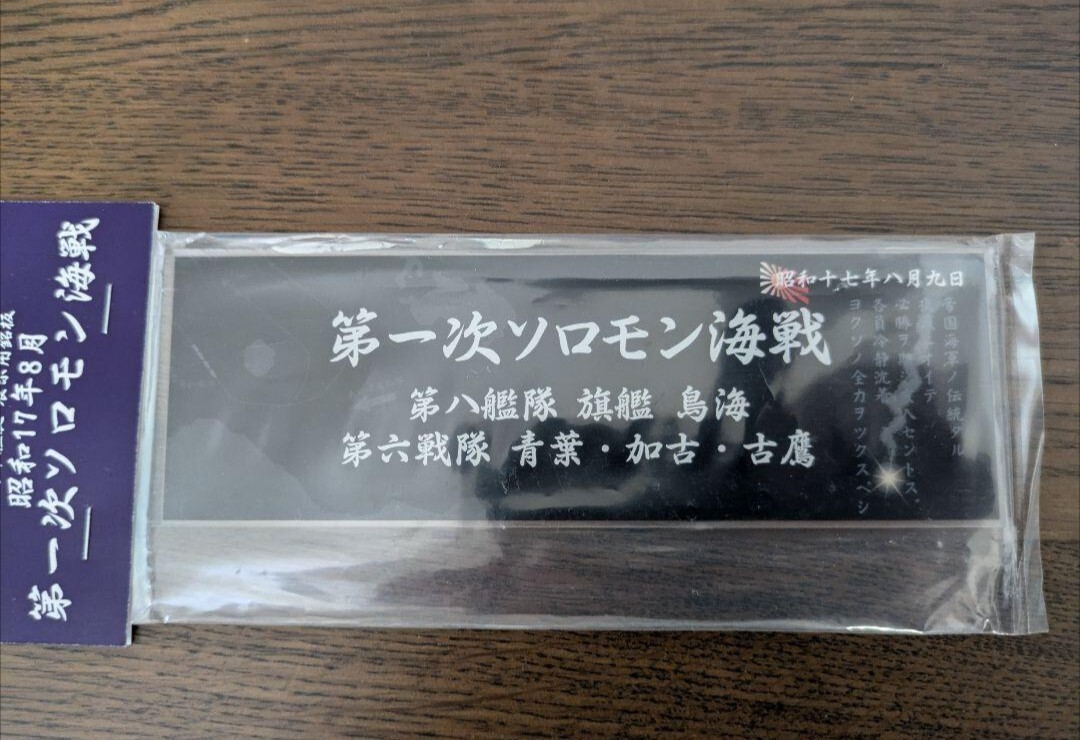 昭和17年8月
第一次ソロモン海戦
昭和十七年八月九日
第一次ソロモン海戦
第八艦隊 旗艦 鳥海
第六戦隊 青葉・加古・古鷹
帝国海軍ノ伝統タル
必勝ヲ
各員冷静沈着
ヨクソノ全力ヲツクスベシ